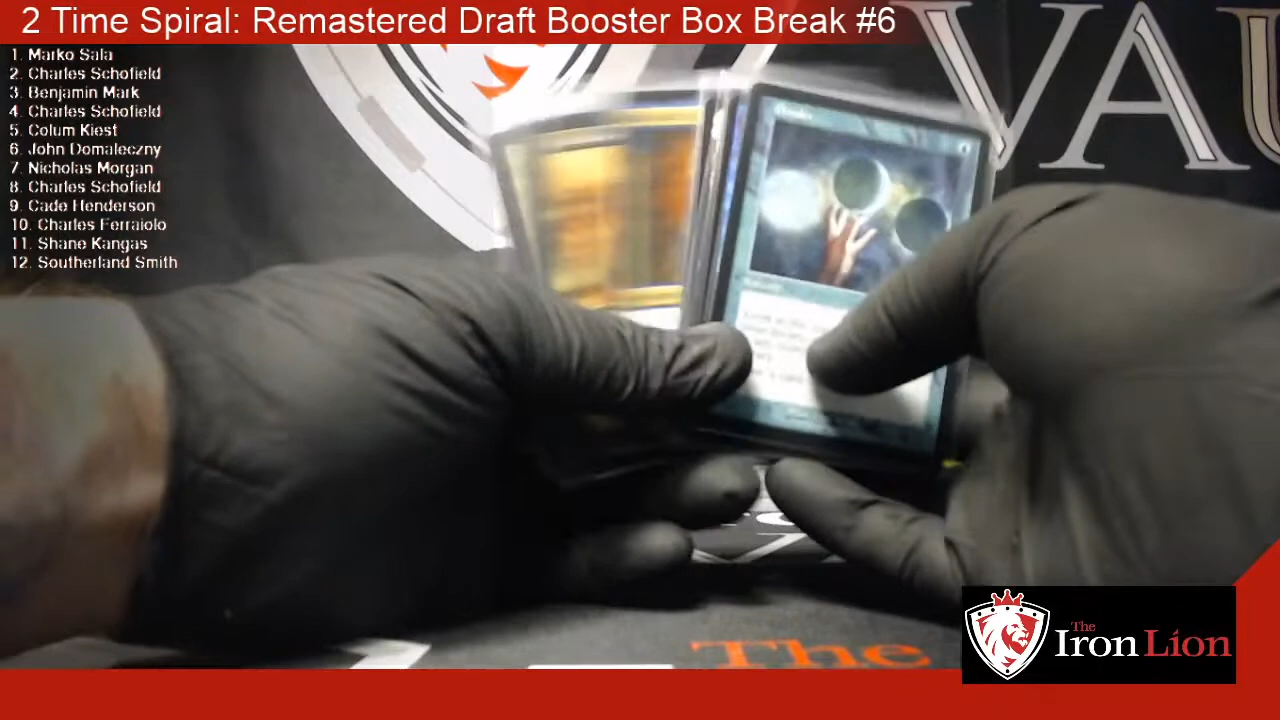 2 Time Spiral: Remastered Draft Booster Box Break #6
1. Marko Sala
2. Charles Schofield
3. Benjamin Mark
4. Charles Schofield
5. Colum Kiest
6. John Domaleczny
7. Nicholas Morgan
8. Charles Schofield
9. Cade Henderson
10. Charles Ferraiolo
11. Shane Kangas
12. Southerland Smith
VAU
The
The
Iron Lion